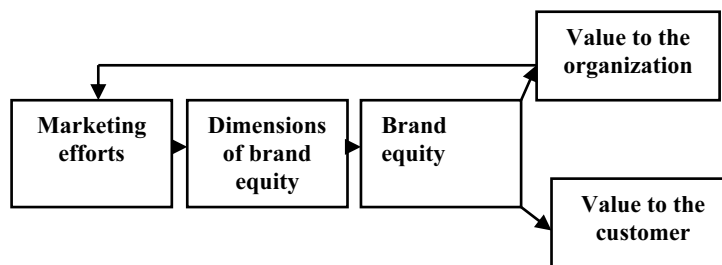 Value to the
organization
Marketing
efforts
Dimensions
of brand
equity
Brand
equity
Value to the
customer